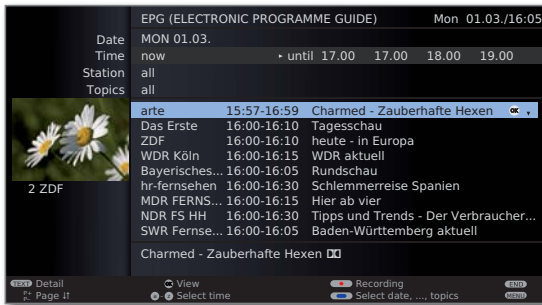 EPG (ELECTRONIC PROGRAMME GUIDE) Mon 01.03./16:05
Date MON 01.03.
Time now ▸ until 17.00 17.00 18.00 19.00
Station all
Topics all
arte 15:57-16:59 Charmed - Zauberhafte Hexen OK
Das Erste 16:00-16:10 Tagesschau
ZDF 16:00-16:10 heute - in Europa
WDR Köln 16:00-16:15 WDR aktuell
Bayerisches... 16:00-16:05 Rundschau
hr-fernsehen 16:00-16:30 Schlemmerreise Spanien
MDR FERNS... 16:00-16:15 Hier ab vier
NDR FS HH 16:00-16:30 Tipps und Trends - Der Verbraucher...
SWR Fernse... 16:00-16:05 Baden-Württemberg aktuell
2 ZDF
Charmed - Zauberhafte Hexen
TEXT Detail OK View Recording END
P+ P- Page Select time Select date, ..., topics MENU